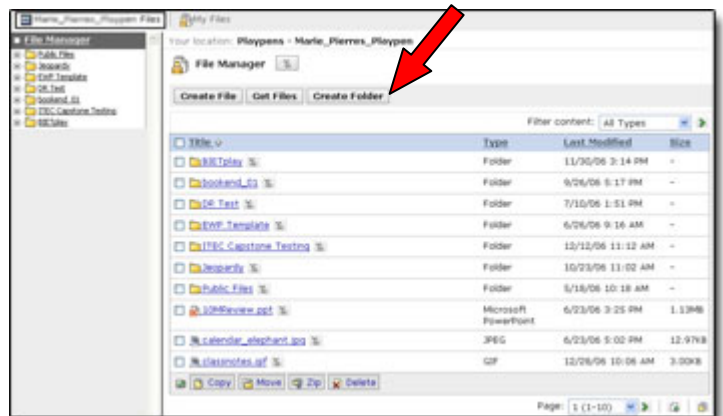 Marie_Pierres_Playpen Files
My Files
File Manager
Public Files
Jeopardy
EWP Template
DR Test
bookend_01
ITEC Capstone Testing
BIETplay
Your location: Playpens › Marie_Pierres_Playpen
File Manager
Create File Get Files Create Folder
Filter content: All Types
Title Type Last Modified Size
BIETplay Folder 11/30/06 3:14 PM -
bookend_01 Folder 9/26/06 5:17 PM -
DR Test Folder 7/10/06 1:51 PM -
EWP Template Folder 6/26/06 9:16 AM -
ITEC Capstone Testing Folder 12/12/06 11:12 AM -
Jeopardy Folder 10/23/06 11:02 AM -
Public Files Folder 5/18/06 10:18 AM -
10MReview.ppt Microsoft PowerPoint 6/23/06 3:25 PM 1.13MB
calendar_elephant.jpg JPEG 6/23/06 5:02 PM 12.97KB
classnotes.gif GIF 12/28/06 10:06 AM 3.00KB
Copy Move Zip Delete
Page: 1 (1-10)